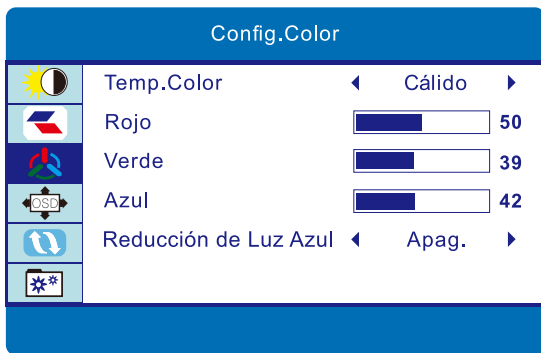 Config.Color
Temp.Color Cálido
Rojo 50
Verde 39
Azul 42
Reducción de Luz Azul Apag.
OSD